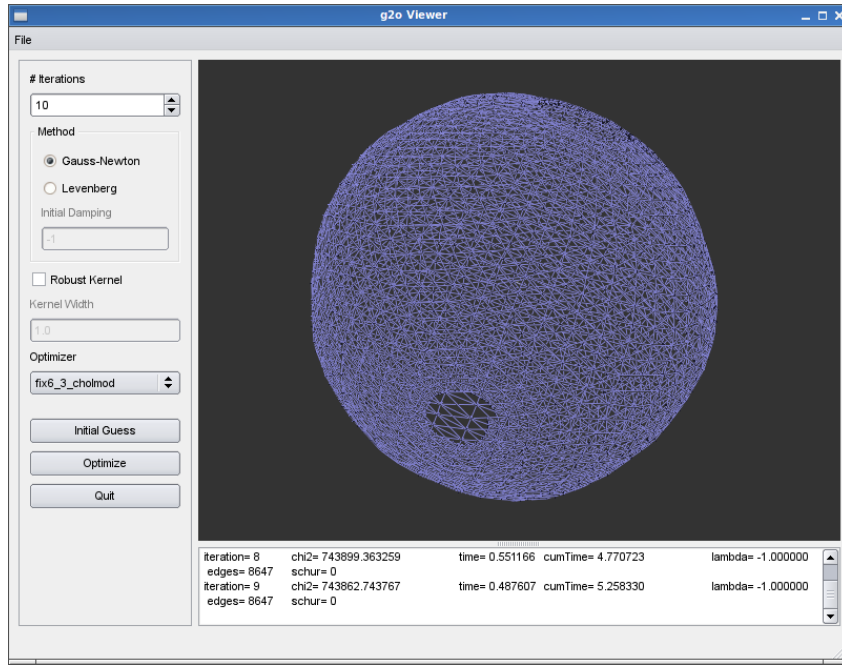 g2o Viewer
File
# Iterations
10
Method
Gauss-Newton
Levenberg
Initial Damping
-1
Robust Kernel
Kernel Width
1.0
Optimizer
fix6_3_cholmod
Initial Guess
Optimize
Quit
iteration= 8 chi2= 743899.363259 time= 0.551166 cumTime= 4.770723 lambda= -1.000000
edges= 8647 schur= 0
iteration= 9 chi2= 743862.743767 time= 0.487607 cumTime= 5.258330 lambda= -1.000000
edges= 8647 schur= 0